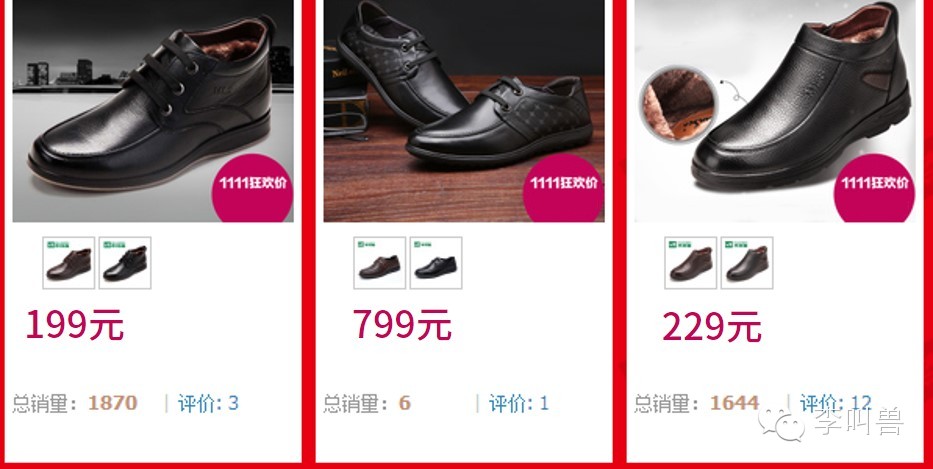 1111狂欢价
1111狂欢价
1111狂欢价
199元
799元
229元
总销量：1870 | 评价: 3
总销量：6 | 评价: 1
总销量：1644 | 评价: 12
李叫兽